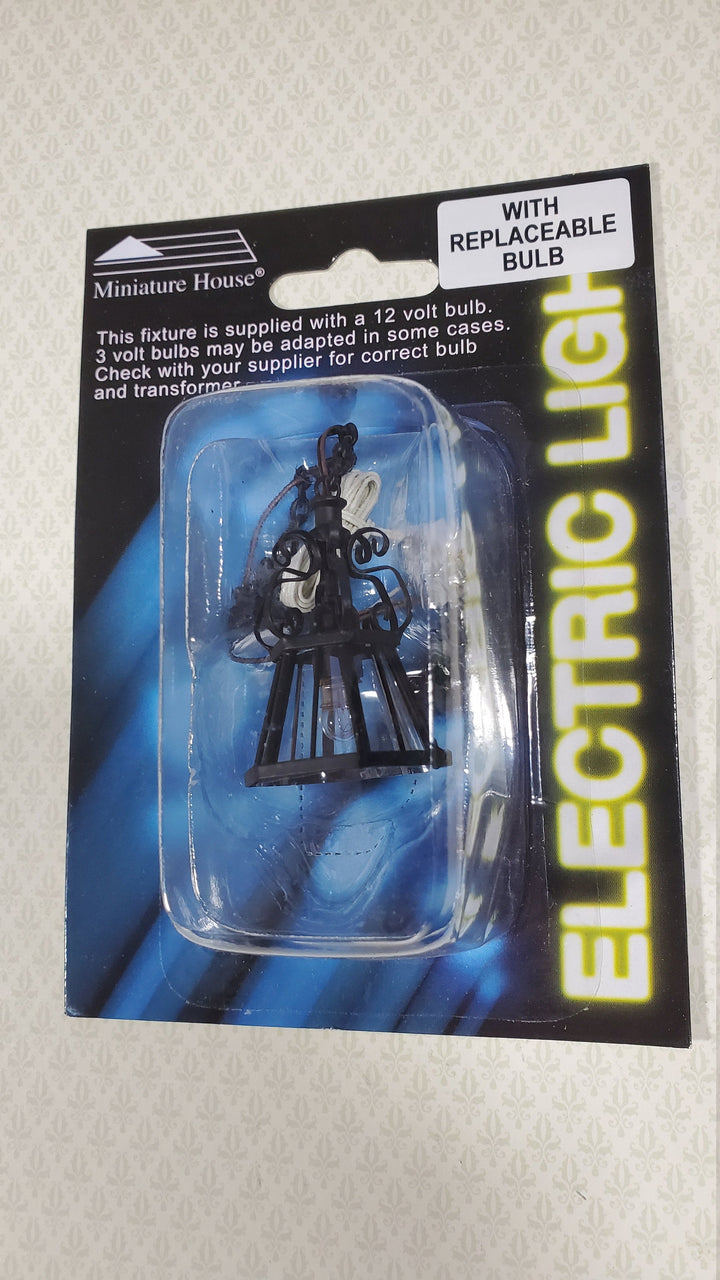 Miniature House®
WITH
REPLACEABLE
BULB
This fixture is supplied with a 12 volt bulb.
3 volt bulbs may be adapted in some cases.
Check with your supplier for correct bulb
and transformer
ELECTRIC LIGH